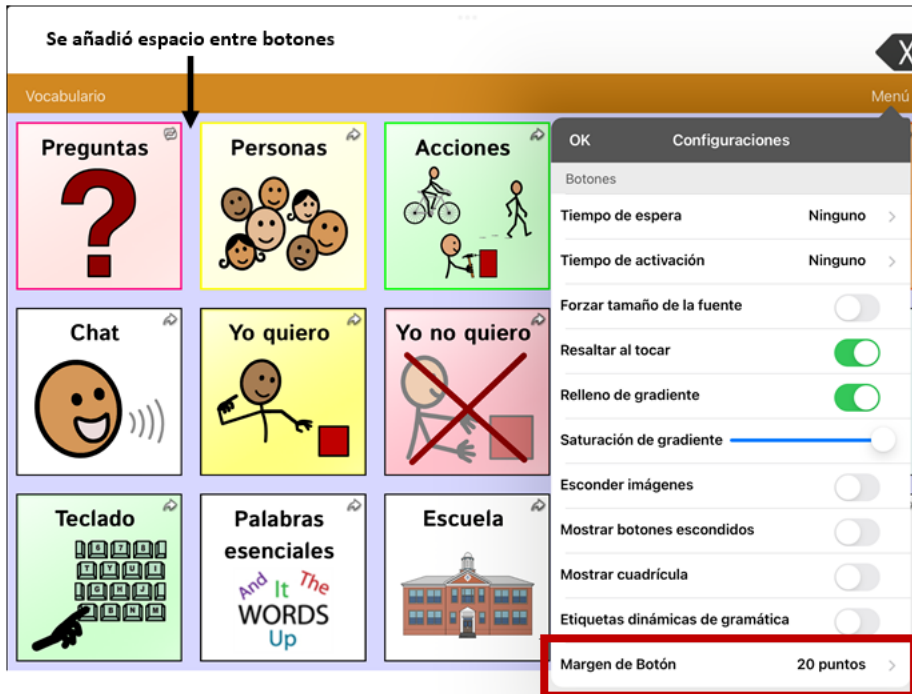 Se añadió espacio entre botones
X
Vocabulario
Menú
Preguntas
Personas
Acciones
Chat
Yo quiero
Yo no quiero
Teclado
Palabras
esenciales
And It The
WORDS
Up
Escuela
6 7 8
T Y U I
G H J
B N M
OK Configuraciones
Botones
Tiempo de espera Ninguno
Tiempo de activación Ninguno
Forzar tamaño de la fuente
Resaltar al tocar
Relleno de gradiente
Saturación de gradiente
Esconder imágenes
Mostrar botones escondidos
Mostrar cuadrícula
Etiquetas dinámicas de gramática
Margen de Botón 20 puntos